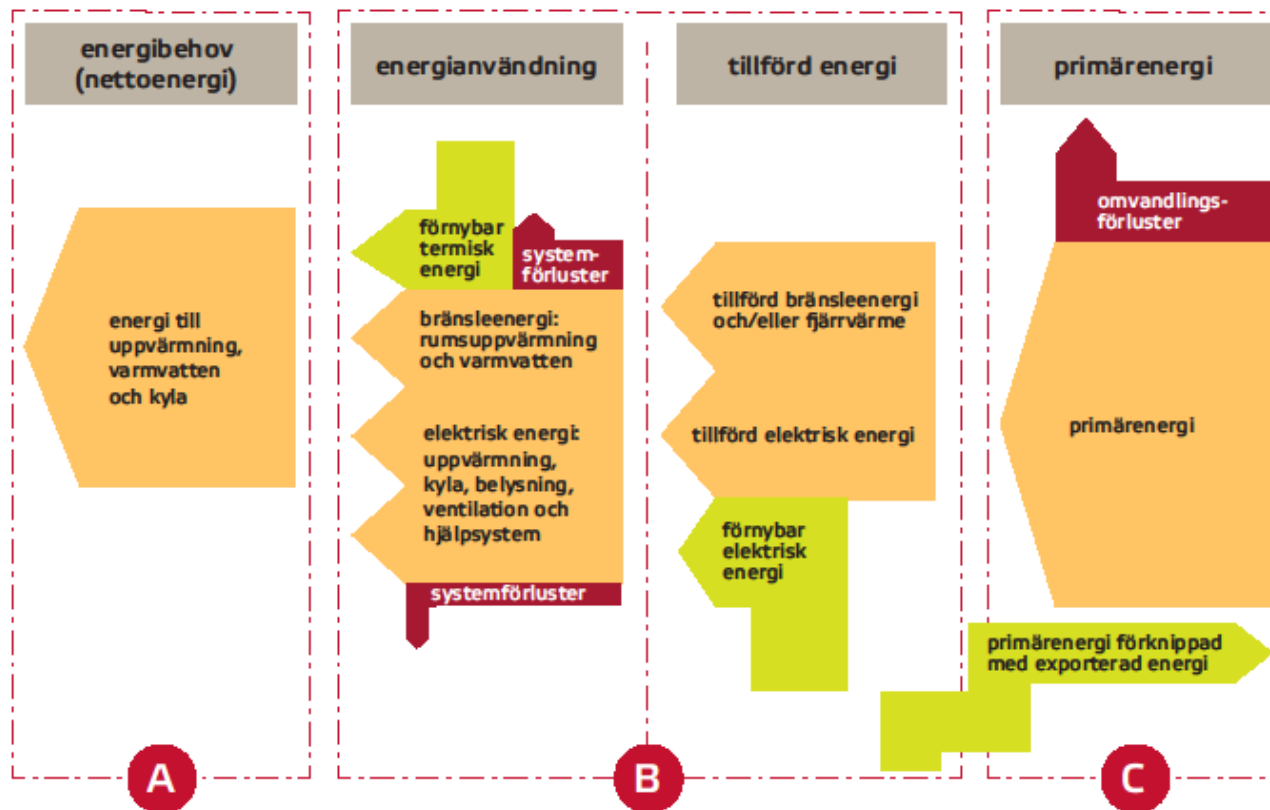 energibehov
(nettoenergi)
energianvändning
tillförd energi
primärenergi
energi till
uppvärmning,
varmvatten
och kyla
förnybar
termisk
energi
system-
förluster
bränsleenergi:
rumsuppvärmning
och varmvatten
elektrisk energi:
uppvärmning,
kyla, belysning,
ventilation och
hjälpsystem
systemförluster
tillförd bränsleenergi
och/eller fjärrvärme
tillförd elektrisk energi
förnybar
elektrisk
energi
omvandlings-
förluster
primärenergi
primärenergi förknippad
med exporterad energi
A
B
C